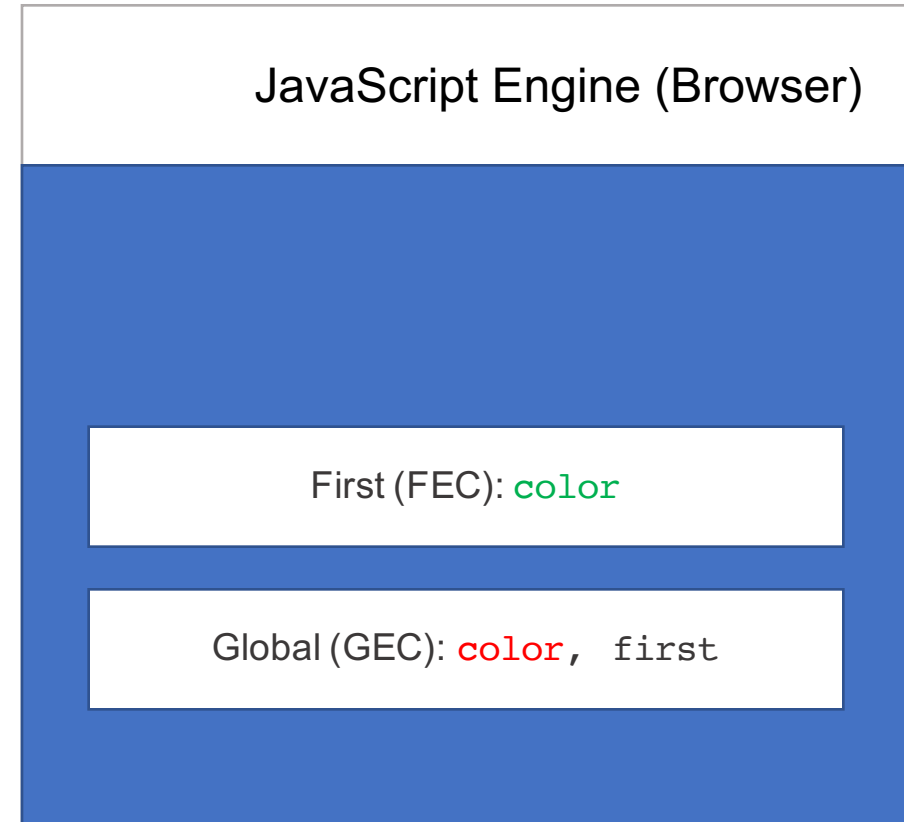 JavaScript Engine (Browser)
First (FEC): color
Global (GEC): color, first